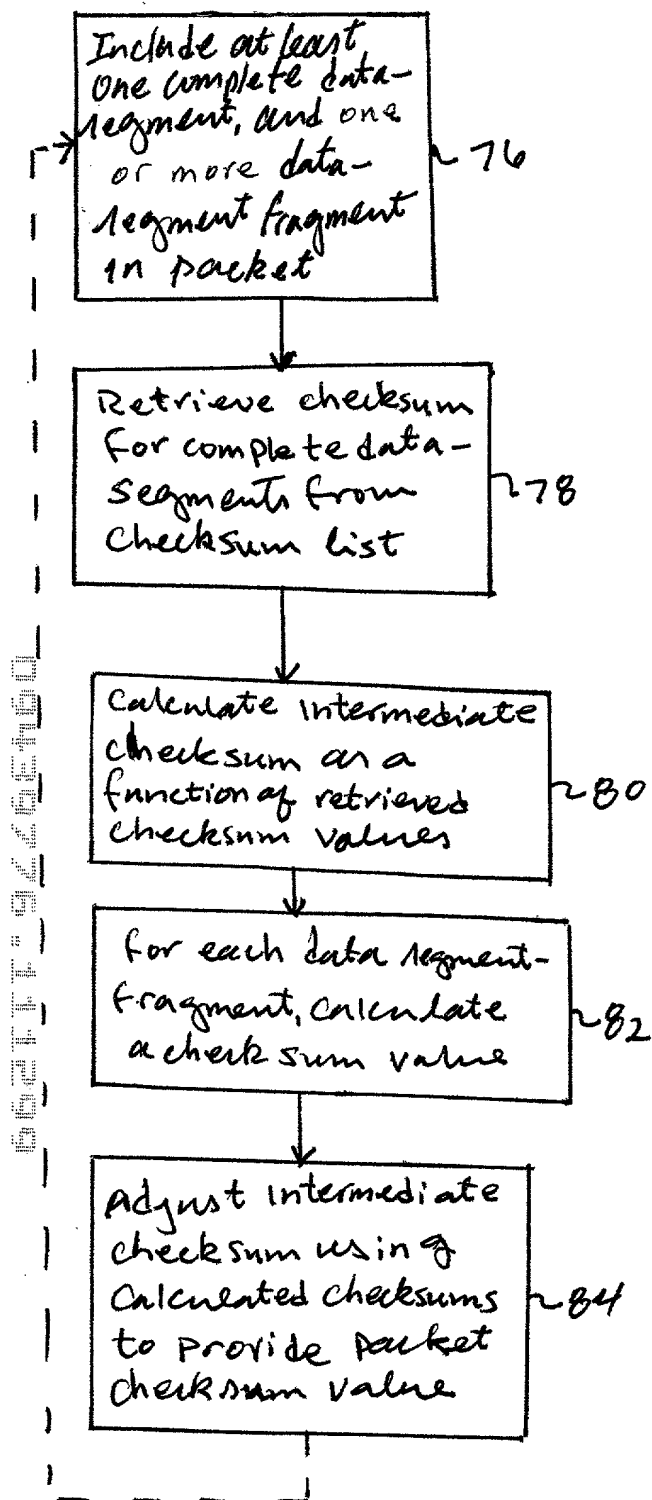 Include at least
one complete data-
segment, and one
or more data-
segment fragment
in packet
76
Retrieve checksum
for complete data-
segments from
checksum list
78
Calculate intermediate
checksum as a
function of retrieved
checksum values
80
for each data segment-
fragment, calculate
a check sum value
82
Adjust intermediate
checksum using
calculated checksums
to provide packet
checksum value
84